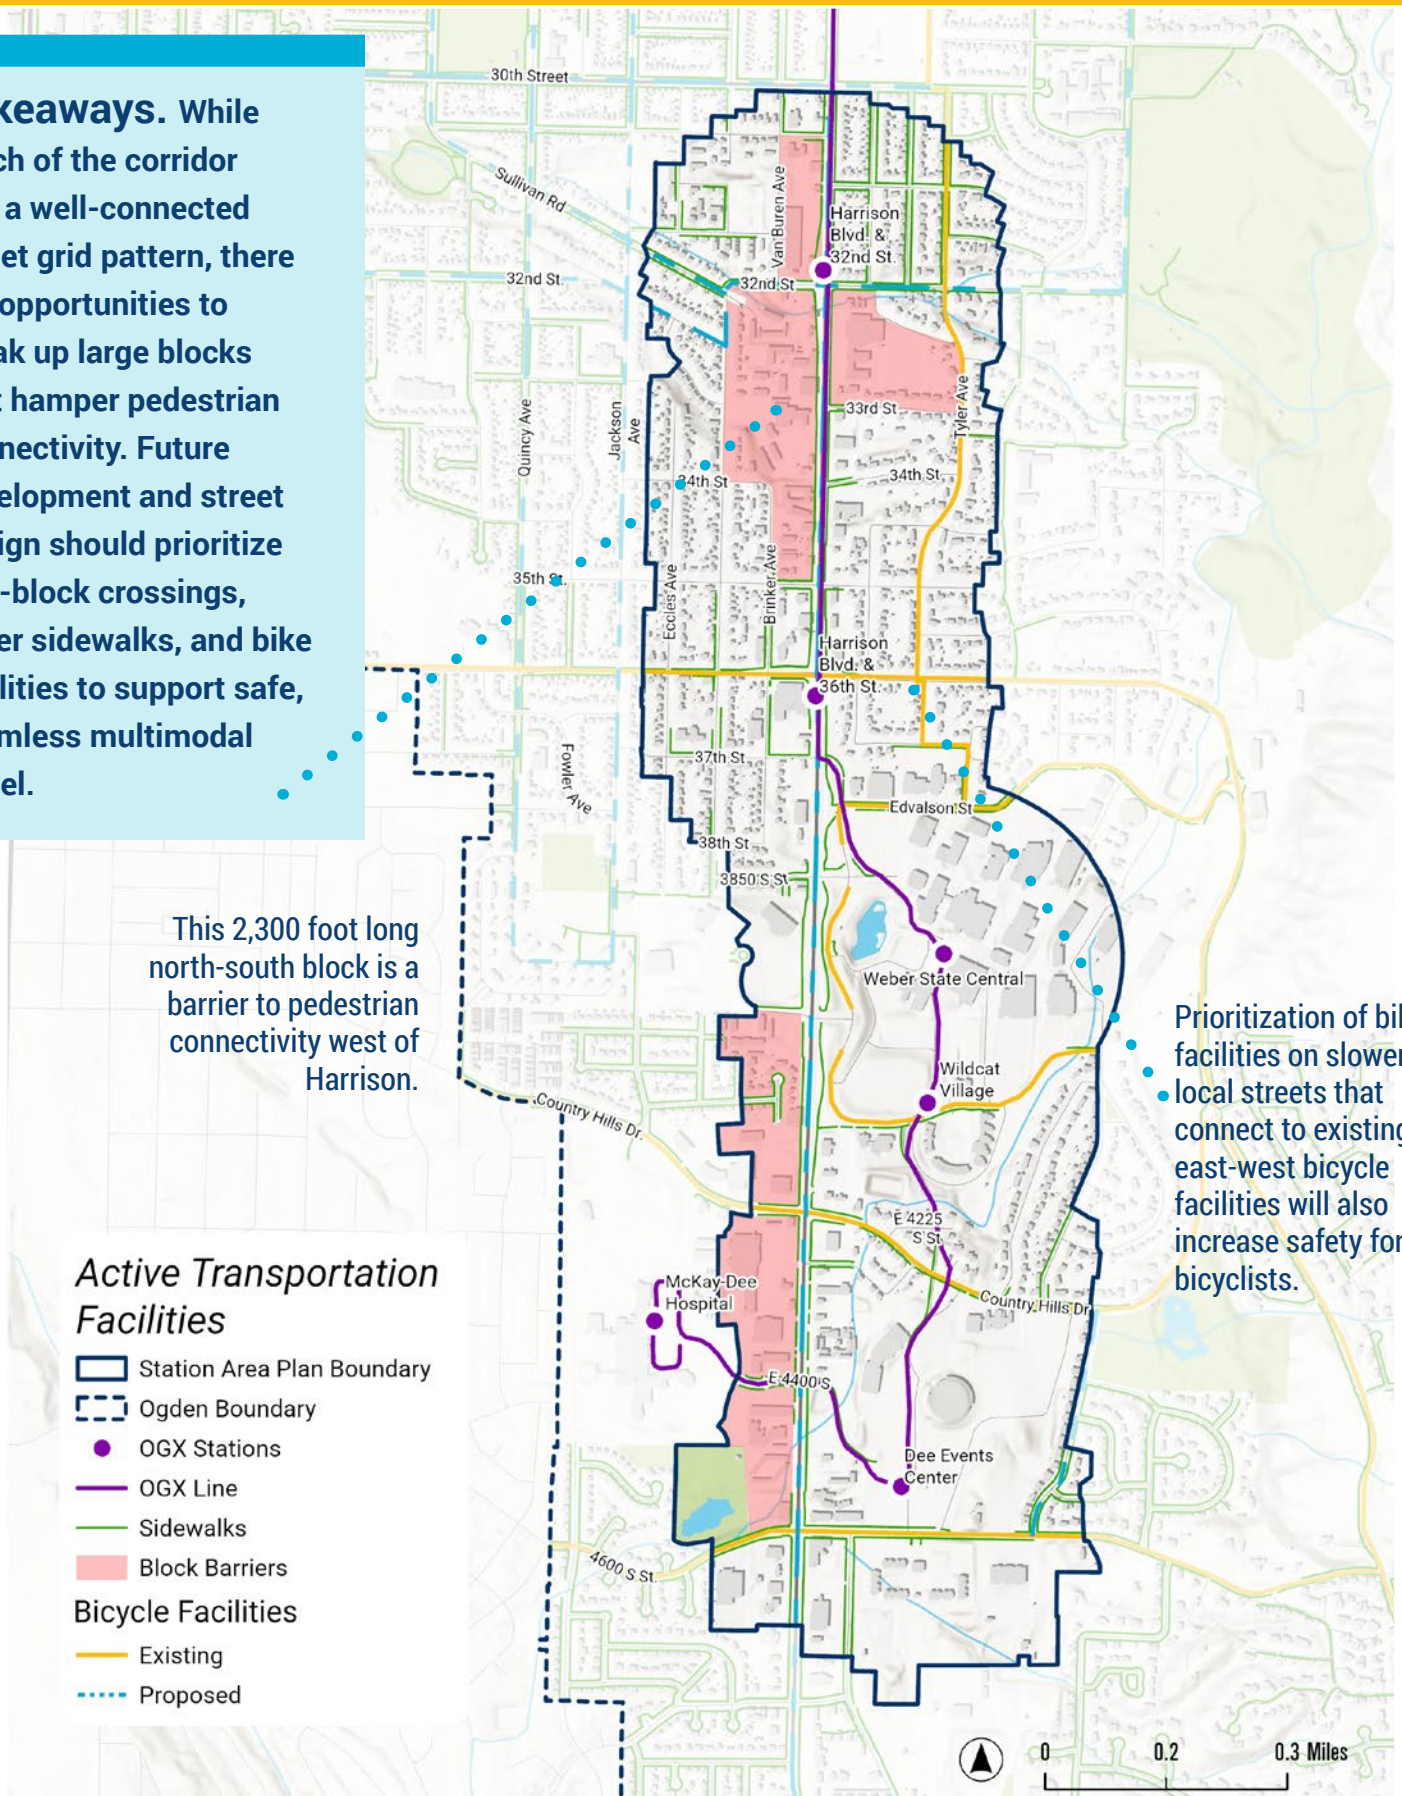 keaways. While
ch of the corridor
a well-connected
et grid pattern, there
opportunities to
ak up large blocks
t hamper pedestrian
nnectivity. Future
velopment and street
ign should prioritize
-block crossings,
er sidewalks, and bike
ilities to support safe,
mless multimodal
el.
30th Street
Sullivan Rd
Van Buren Ave
Harrison
Blvd. &
32nd St.
32nd St.
32nd St
Quincy Ave
Jackson
Ave
33rd St
Tyler Ave
34th St
34th St
35th St.
Eccles Ave
Brinker Ave
Harrison
Blvd. &
36th St.
Fowler Ave
37th St
Edvalson St
38th St
3850 S St
This 2,300 foot long
north-south block is a
barrier to pedestrian
connectivity west of
Harrison.
Weber State Central
Wildcat
Village
Prioritization of bi
facilities on slower
local streets that
connect to existing
east-west bicycle
facilities will also
increase safety for
bicyclists.
Country Hills Dr.
E 4225
S St
Country Hills Dr
McKay-Dee
Hospital
E 4400 S
Dee Events
Center
4600 S St.
Active Transportation
Facilities
Station Area Plan Boundary
Ogden Boundary
OGX Stations
OGX Line
Sidewalks
Block Barriers
Bicycle Facilities
Existing
Proposed
0 0.2 0.3 Miles